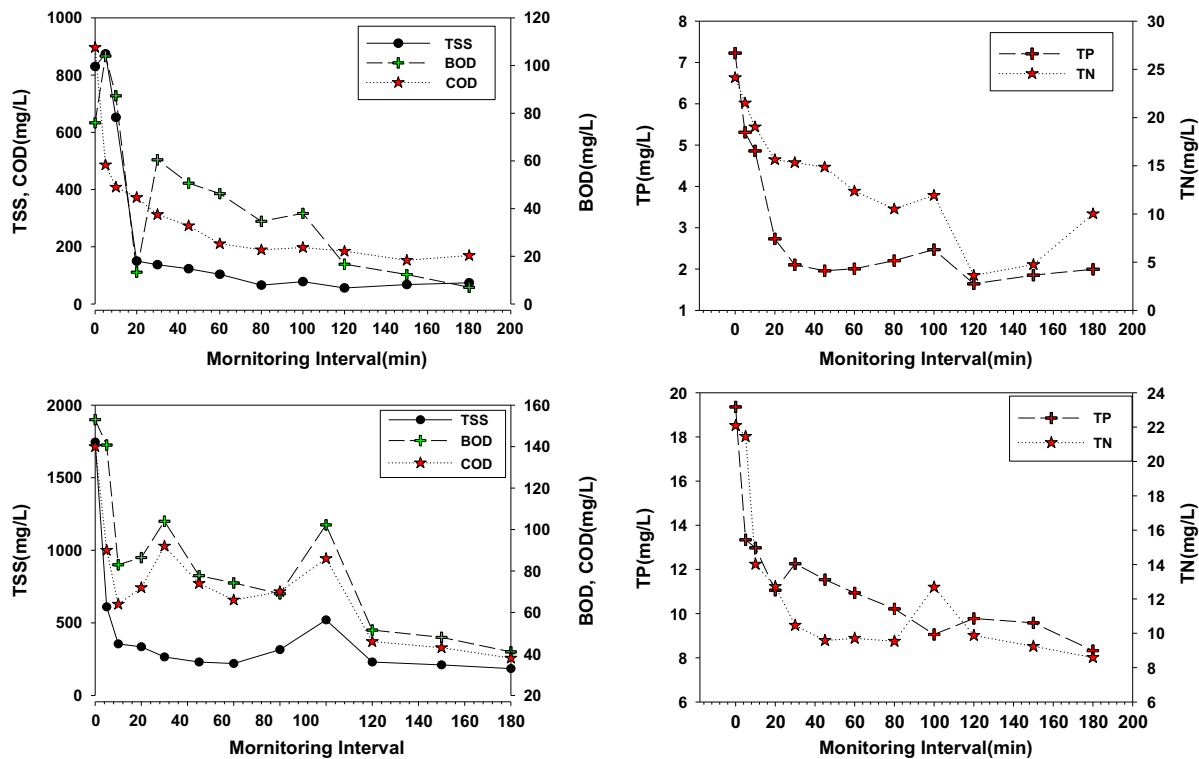 1000
800
600
400
200
0
TSS, COD(mg/L)
120
100
80
60
40
20
0
BOD(mg/L)
TSS
BOD
COD
0 20 40 60 80 100 120 140 160 180 200
Mornitoring Interval(min)
8
7
6
5
4
3
2
1
TP(mg/L)
30
25
20
15
10
5
0
TN(mg/L)
TP
TN
0 20 40 60 80 100 120 140 160 180 200
Monitoring Interval(min)
2000
1500
1000
500
0
TSS(mg/L)
160
140
120
100
80
60
40
20
BOD, COD(mg/L)
TSS
BOD
COD
0 20 40 60 80 100 120 140 160 180
Mornitoring Interval
20
18
16
14
12
10
8
6
TP(mg/L)
24
22
20
18
16
14
12
10
8
6
TN(mg/L)
TP
TN
0 20 40 60 80 100 120 140 160 180 200
Monitoring Interval(min)